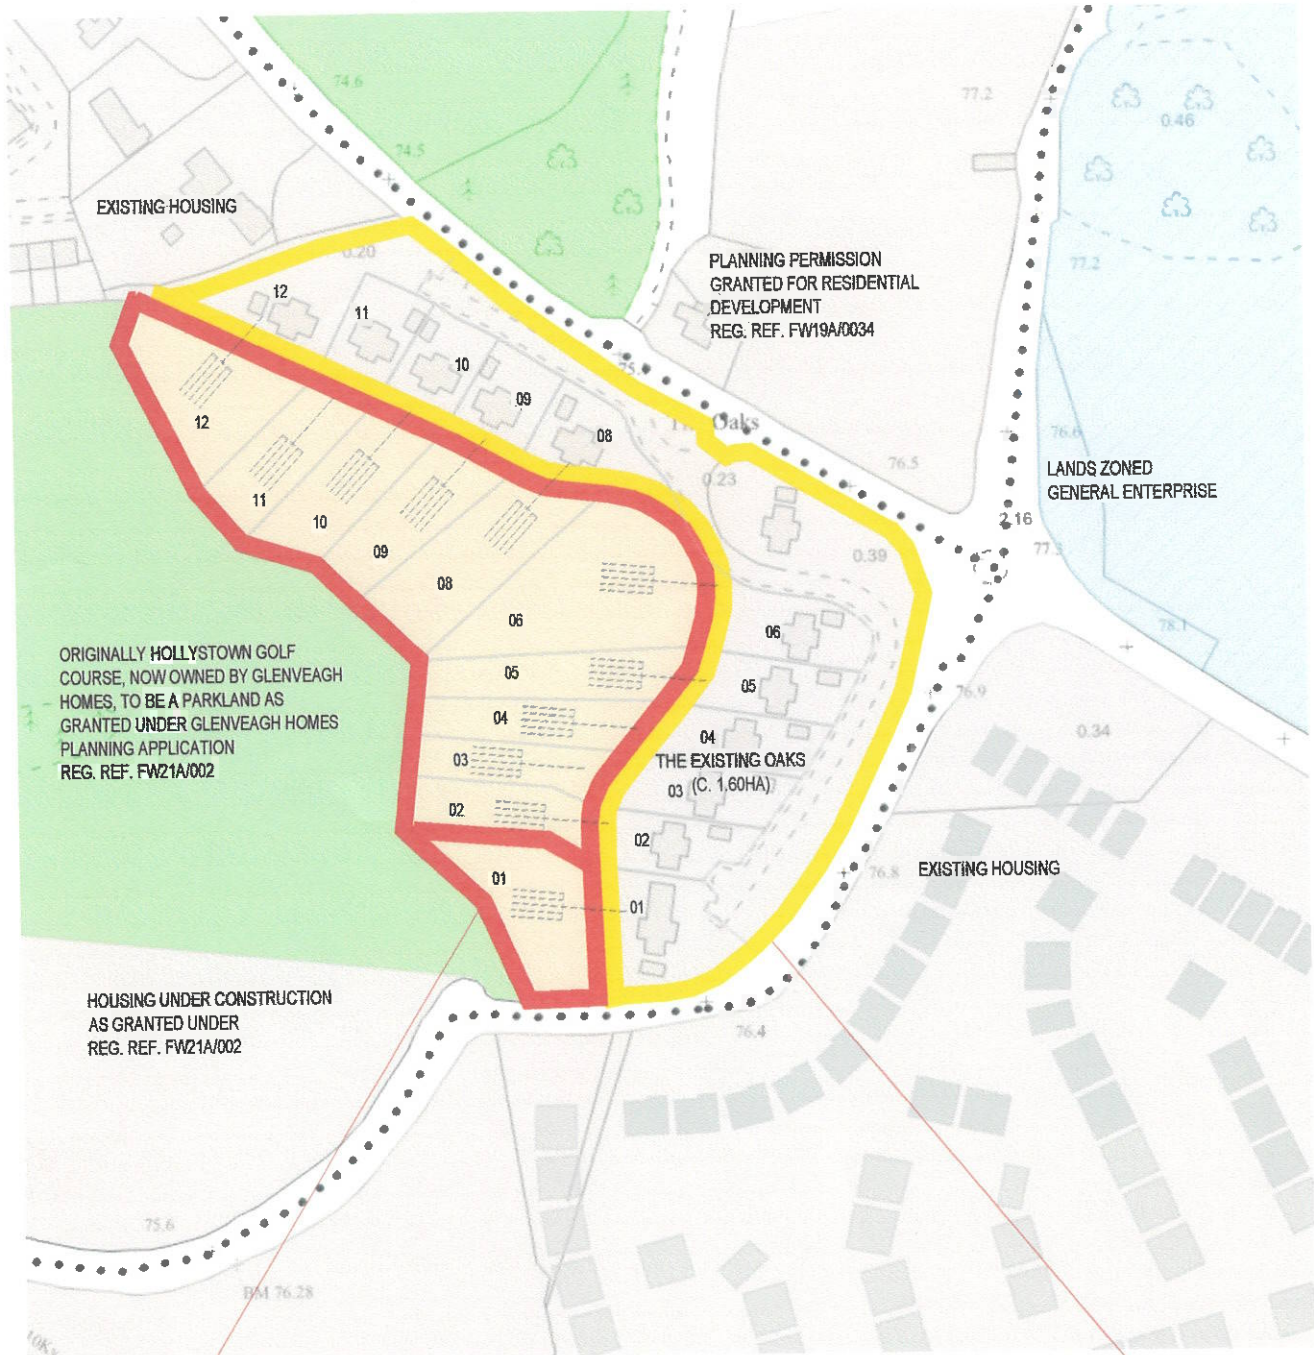 74.6
74.5
77.2
0.46
EXISTING HOUSING
0.20
PLANNING PERMISSION
GRANTED FOR RESIDENTIAL
DEVELOPMENT
REG. REF. FW19A/0034
77.2
12
11
10
09
08
Oaks
76.5
76.6
0.23
LANDS ZONED
GENERAL ENTERPRISE
2.16
0.39
12
11
10
09
08
06
05
04
03
02
01
06
05
04
THE EXISTING OAKS
03 (C. 1.60HA)
02
01
78.1
76.9
0.34
ORIGINALLY HOLLYSTOWN GOLF
COURSE, NOW OWNED BY GLENVEAGH
HOMES, TO BE A PARKLAND AS
GRANTED UNDER GLENVEAGH HOMES
PLANNING APPLICATION
REG. REF. FW21A/002
76.8
EXISTING HOUSING
HOUSING UNDER CONSTRUCTION
AS GRANTED UNDER
REG. REF. FW21A/002
76.4
75.6
BM 76.28